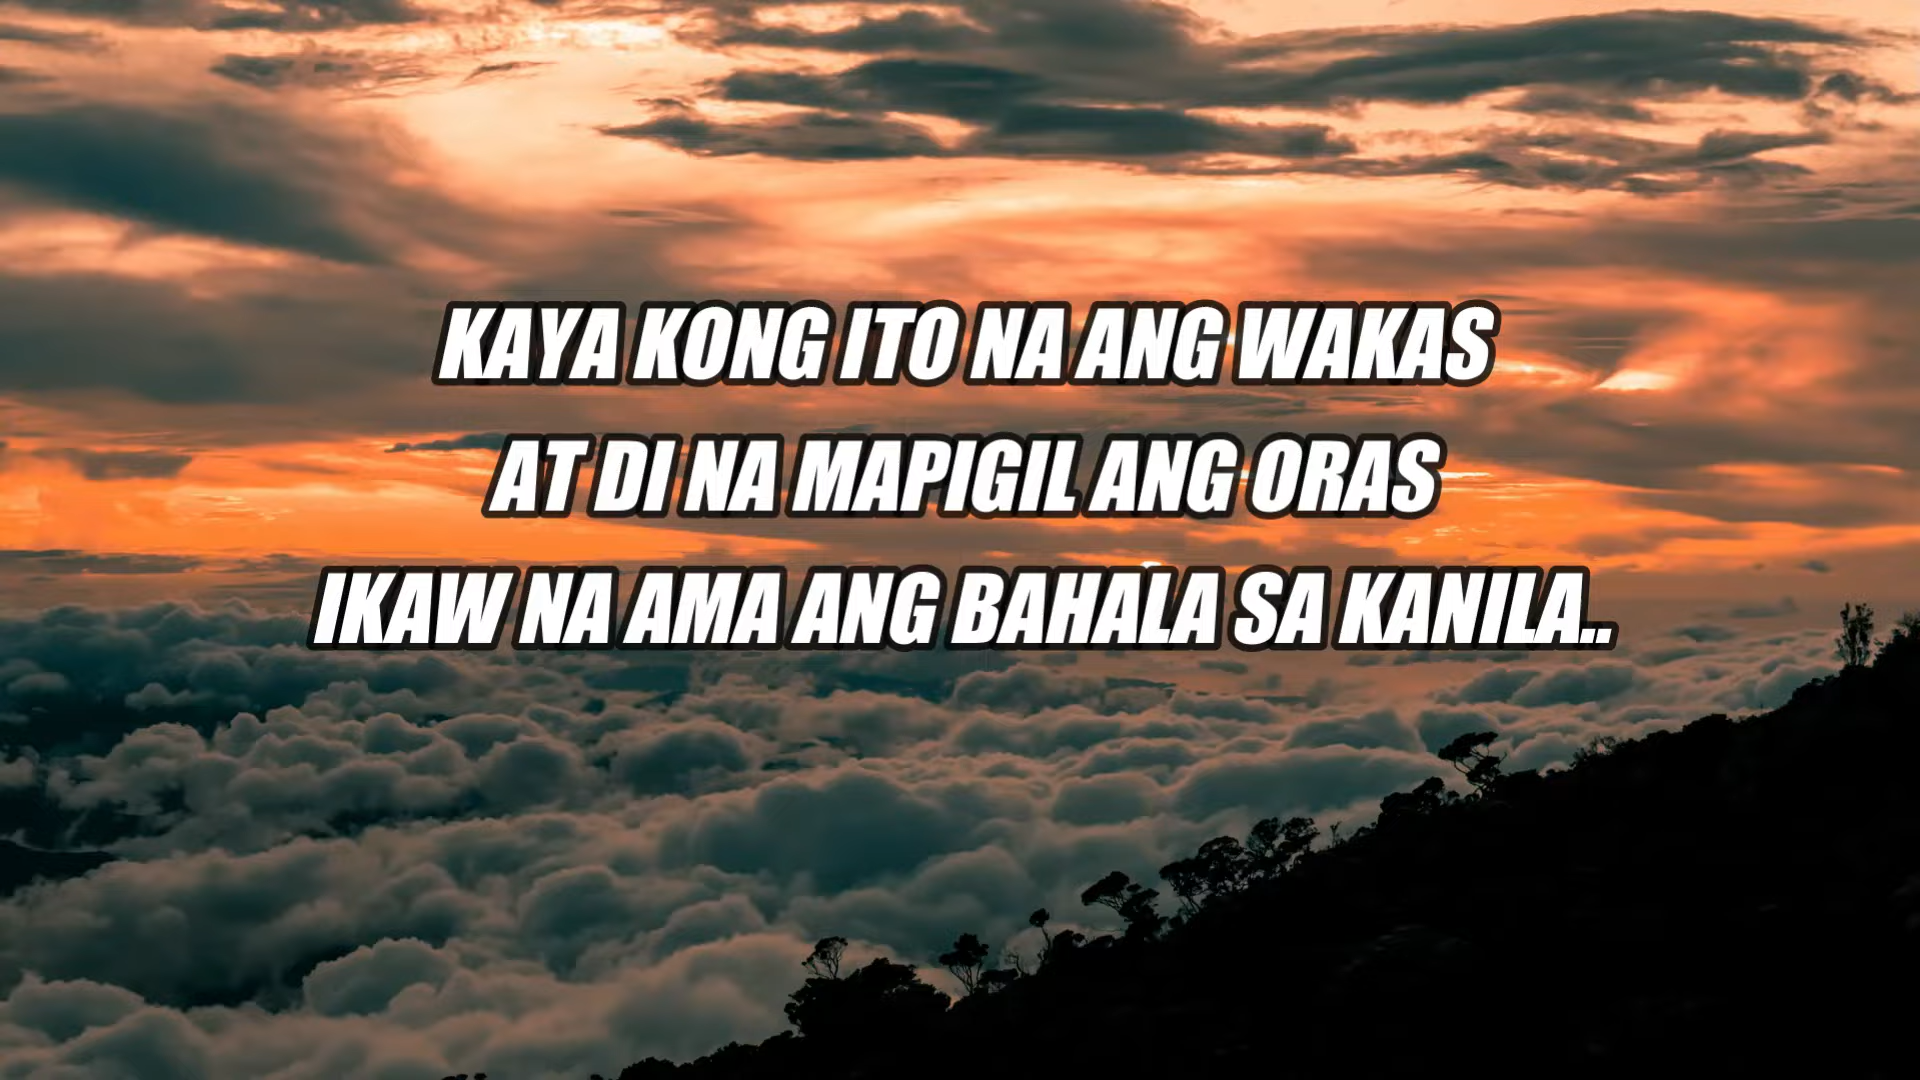 KAYA KONG ITO NA ANG WAKAS
AT DI NA MAPIGIL ANG ORAS
IKAW NA AMA ANG BAHALA SA KANILA..